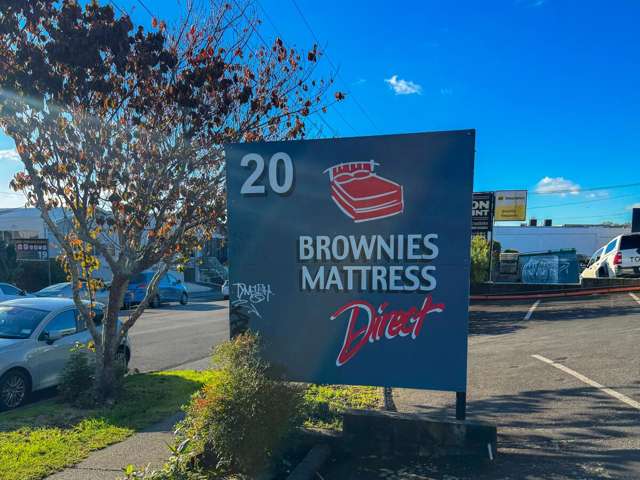 20
BROWNIES
MATTRESS
Direct